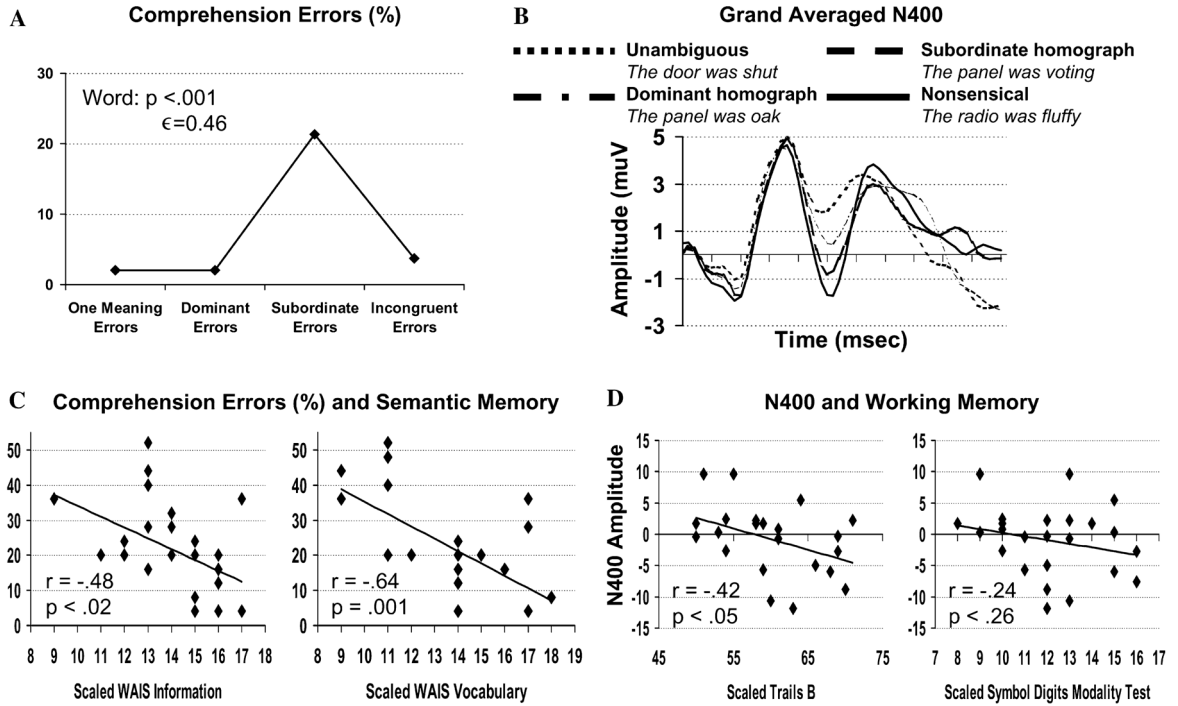 A
Comprehension Errors (%)
30
20
10
0
Word: p <.001
ϵ=0.46
One Meaning Errors
Dominant Errors
Subordinate Errors
Incongruent Errors
B
Grand Averaged N400
Unambiguous
The door was shut
Subordinate homograph
The panel was voting
Dominant homograph
The panel was oak
Nonsensical
The radio was fluffy
Amplitude (muV
5
3
1
-1
-3
Time (msec)
C
Comprehension Errors (%) and Semantic Memory
50
40
30
20
10
0
r = -.48
p < .02
8 9 10 11 12 13 14 15 16 17 18
Scaled WAIS Information
50
40
30
20
10
0
r = -.64
p = .001
8 9 10 11 12 13 14 15 16 17 18 19
Scaled WAIS Vocabulary
D
N400 and Working Memory
N400 Amplitude
15
10
5
0
-5
-10
-15
r = -.42
p < .05
45 55 65 75
Scaled Trails B
15
10
5
0
-5
-10
-15
r = -.24
p < .26
7 8 9 10 11 12 13 14 15 16 17
Scaled Symbol Digits Modality Test